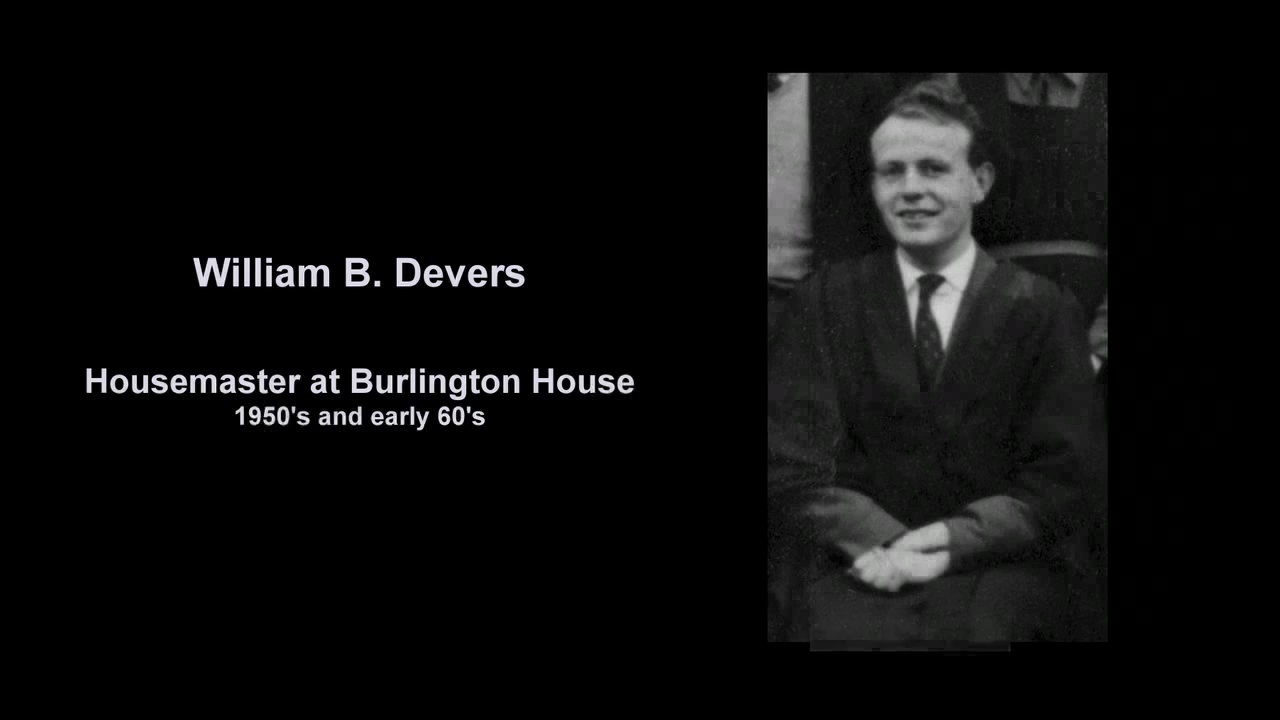 William B. Devers
Housemaster at Burlington House
1950's and early 60's